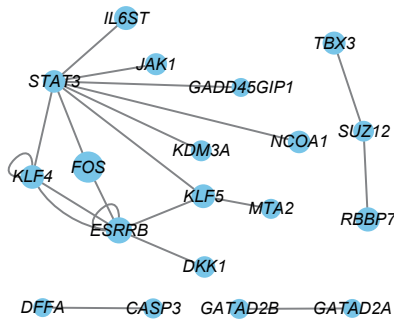 IL6ST
TBX3
JAK1
STAT3
GADD45GIP1
SUZ12
NCOA1
KDM3A
FOS
KLF4
KLF5
MTA2
RBBP7
ESRRB
DKK1
DFFA
CASP3
GATAD2B
GATAD2A